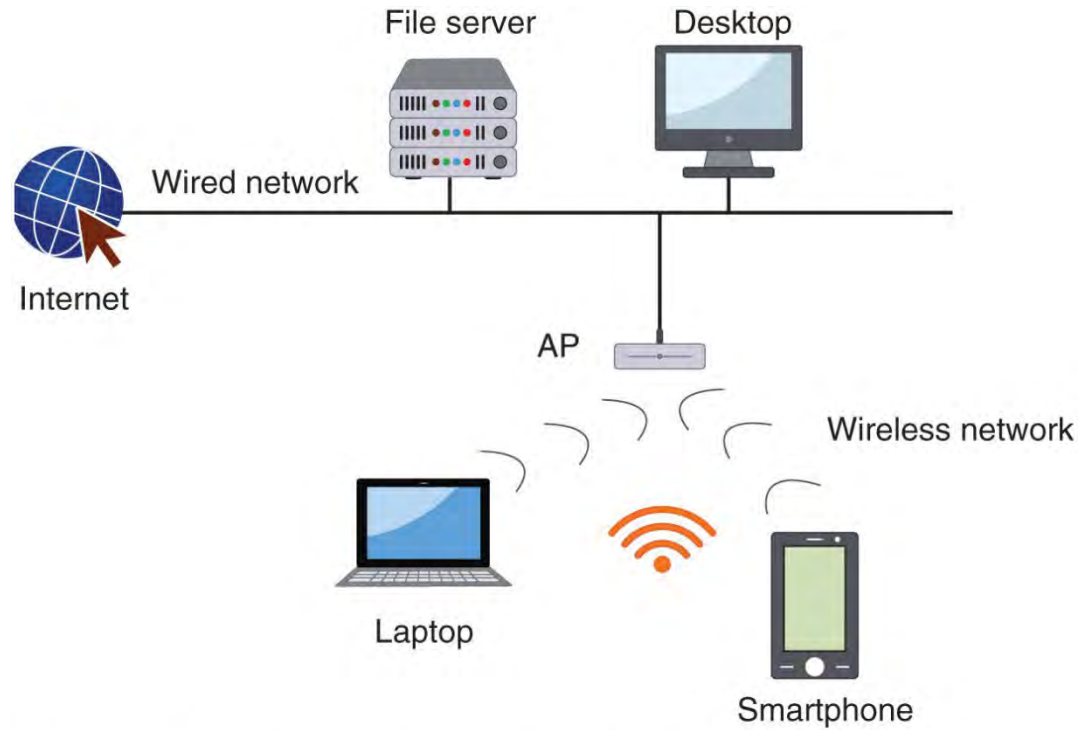 File server
Desktop
Wired network
Internet
AP
Wireless network
Laptop
Smartphone